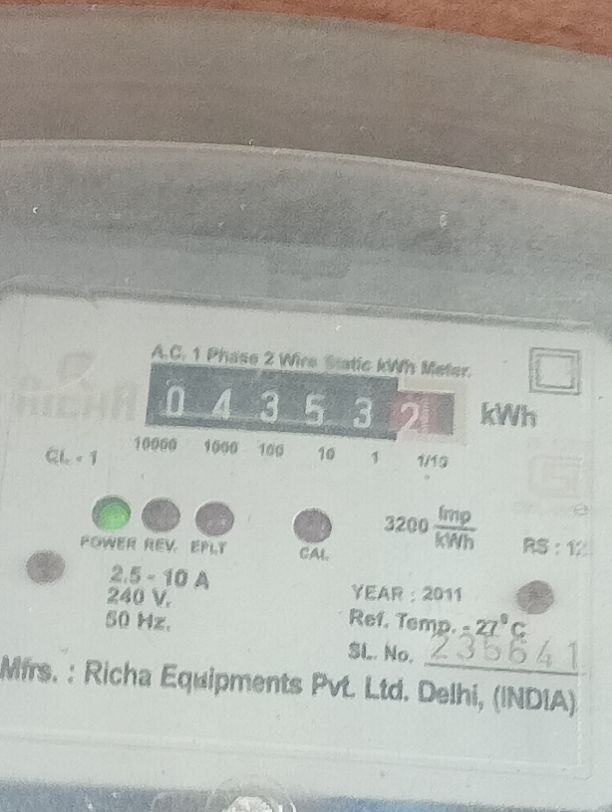 A.C. 1 Phase 2 Wire Static kWh Meter.
0 4 3 5 3 2 kWh
10000 1000 100 10 1 1/10
CL - 1
3200 Imp/kWh
POWER REV. EFLT CAL
2.5 - 10 A
240 V.
50 Hz.
YEAR : 2011
Ref. Temp. - 27°C
SL. No. 235641
Mfrs. : Richa Equipments Pvt. Ltd. Delhi, (INDIA)